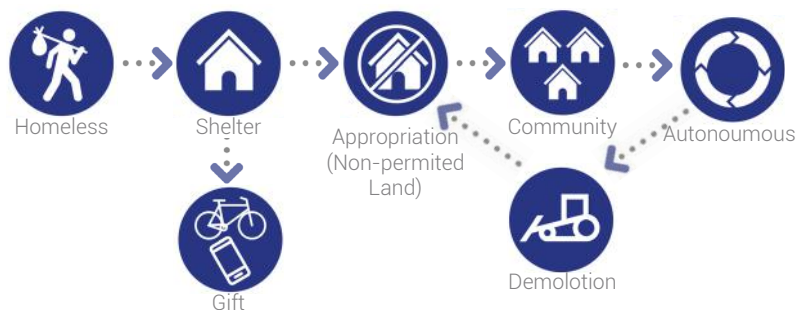 Homeless
Shelter
Appropriation
(Non-permited
Land)
Community
Autonoumous
Gift
Demolotion